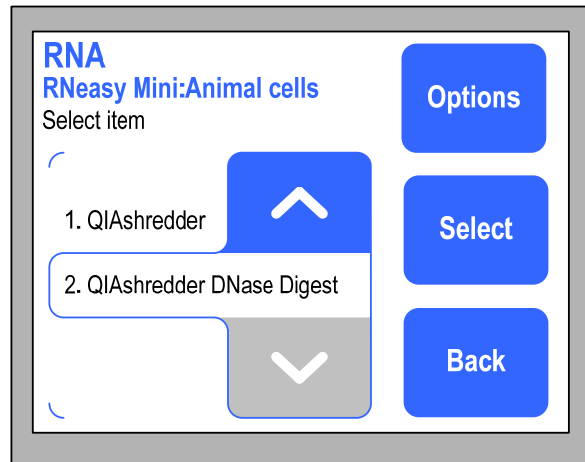 RNA
RNeasy Mini:Animal cells
Select item
1. QIAshredder
2. QIAshredder DNase Digest
Options
Select
Back